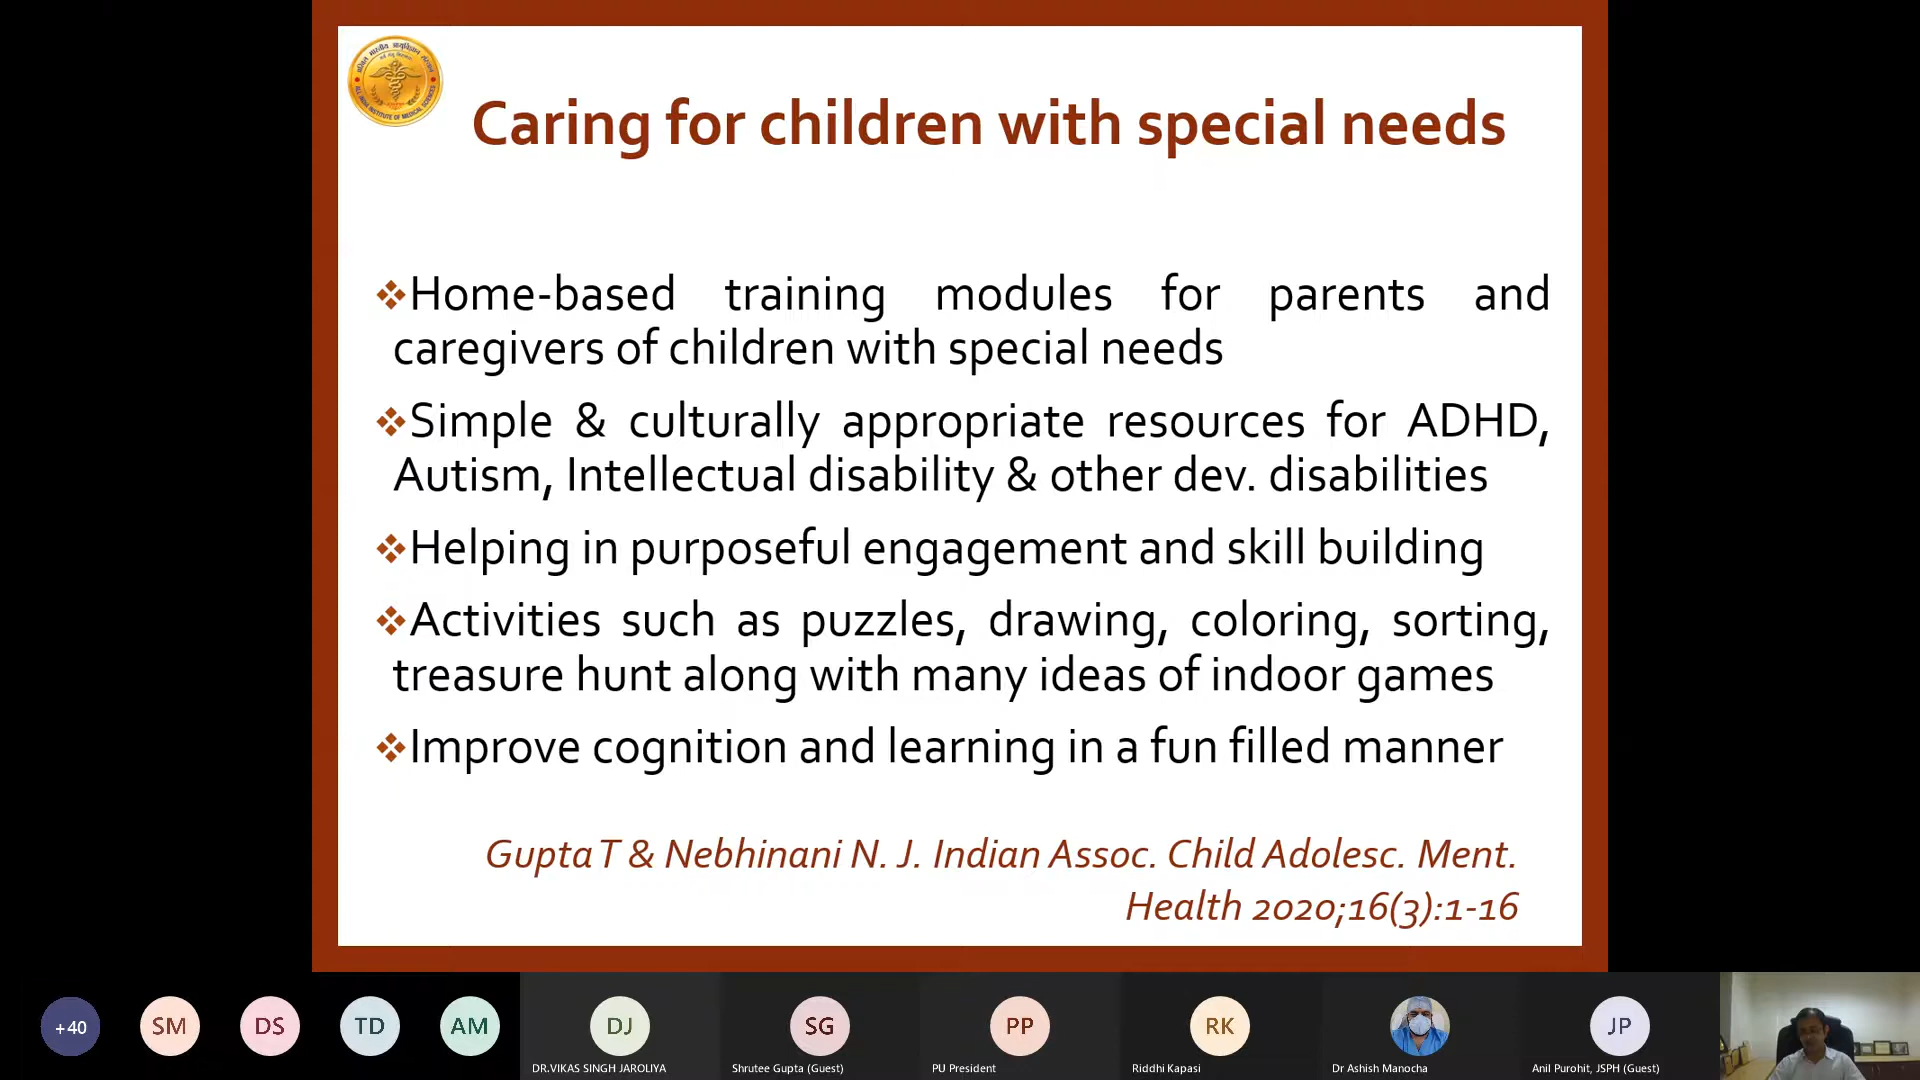 Caring for children with special needs
Home-based training modules for parents and
caregivers of children with special needs
Simple & culturally appropriate resources for ADHD,
Autism, Intellectual disability & other dev. disabilities
Helping in purposeful engagement and skill building
Activities such as puzzles, drawing, coloring, sorting,
treasure hunt along with many ideas of indoor games
Improve cognition and learning in a fun filled manner
Gupta T & Nebhinani N. J. Indian Assoc. Child Adolesc. Ment.
Health 2020;16(3):1-16
+40
SM
DS
TD
AM
DJ
SG
PP
RK
JP
DR.VIKAS SINGH JAROLIYA
Shrutee Gupta (Guest)
PU President
Riddhi Kapasi
Dr Ashish Manocha
Anil Purohit, JSPH (Guest)